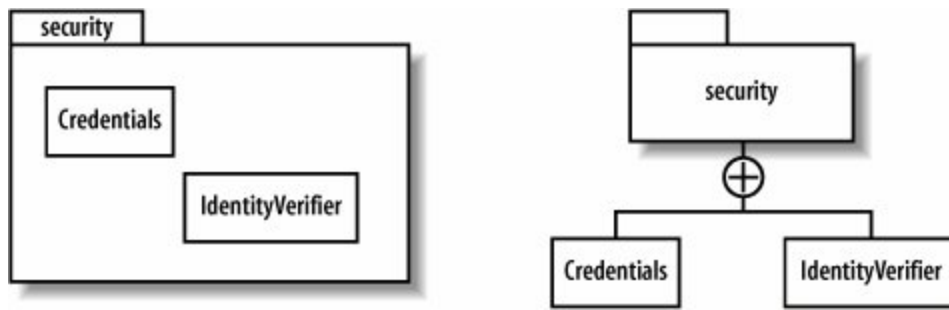 security
Credentials
IdentityVerifier
security
Credentials
IdentityVerifier